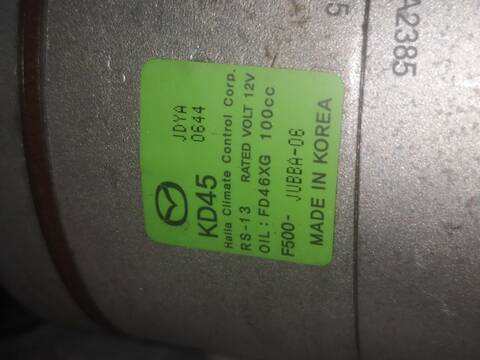 JDYA
0644
KD45
Halla Climate Control Corp.
RS-13 RATED VOLT 12V
OIL: FD46XG 100cc
F500- JUBBA-06
MADE IN KOREA
A2385
5